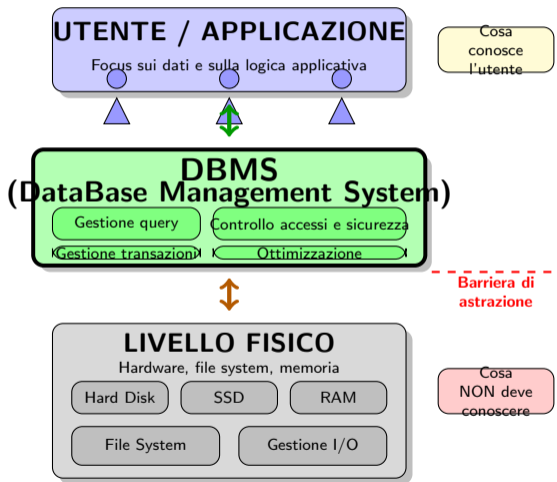 UTENTE / APPLICAZIONE
Focus sui dati e sulla logica applicativa
Cosa
conosce
l'utente
DBMS
(DataBase Management System)
Gestione query
Controllo accessi e sicurezza
Gestione transazioni
Ottimizzazione
Barriera di
astrazione
LIVELLO FISICO
Hardware, file system, memoria
Hard Disk
SSD
RAM
File System
Gestione I/O
Cosa
NON deve
conoscere